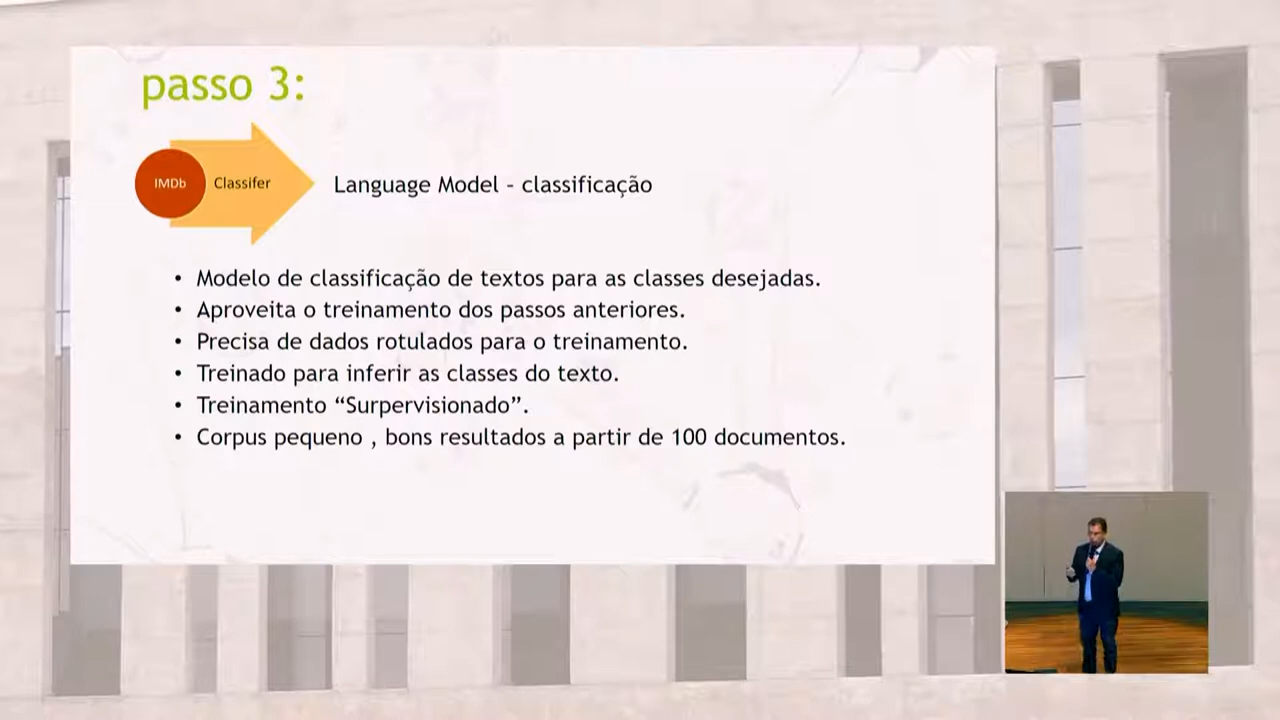 passo 3:
IMDb
Classifer
Language Model – classificação
• Modelo de classificação de textos para as classes desejadas.
• Aproveita o treinamento dos passos anteriores.
• Precisa de dados rotulados para o treinamento.
• Treinado para inferir as classes do texto.
• Treinamento “Surpervisionado”.
• Corpus pequeno , bons resultados a partir de 100 documentos.